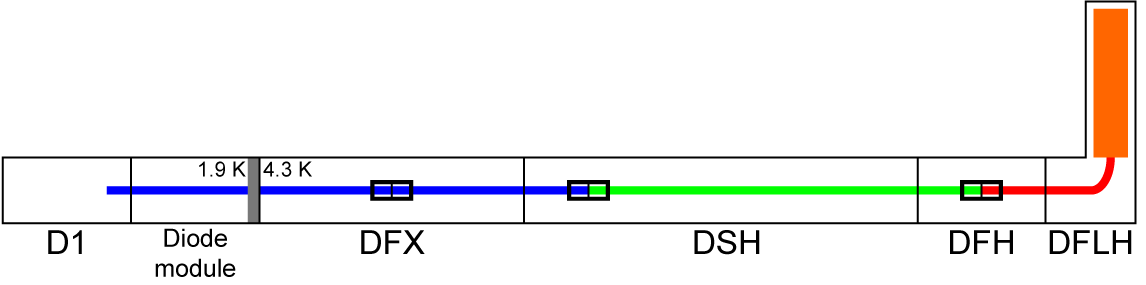 1.9 K 4.3 K
D1
Diode
module
DFX
DSH
DFH
DFLH